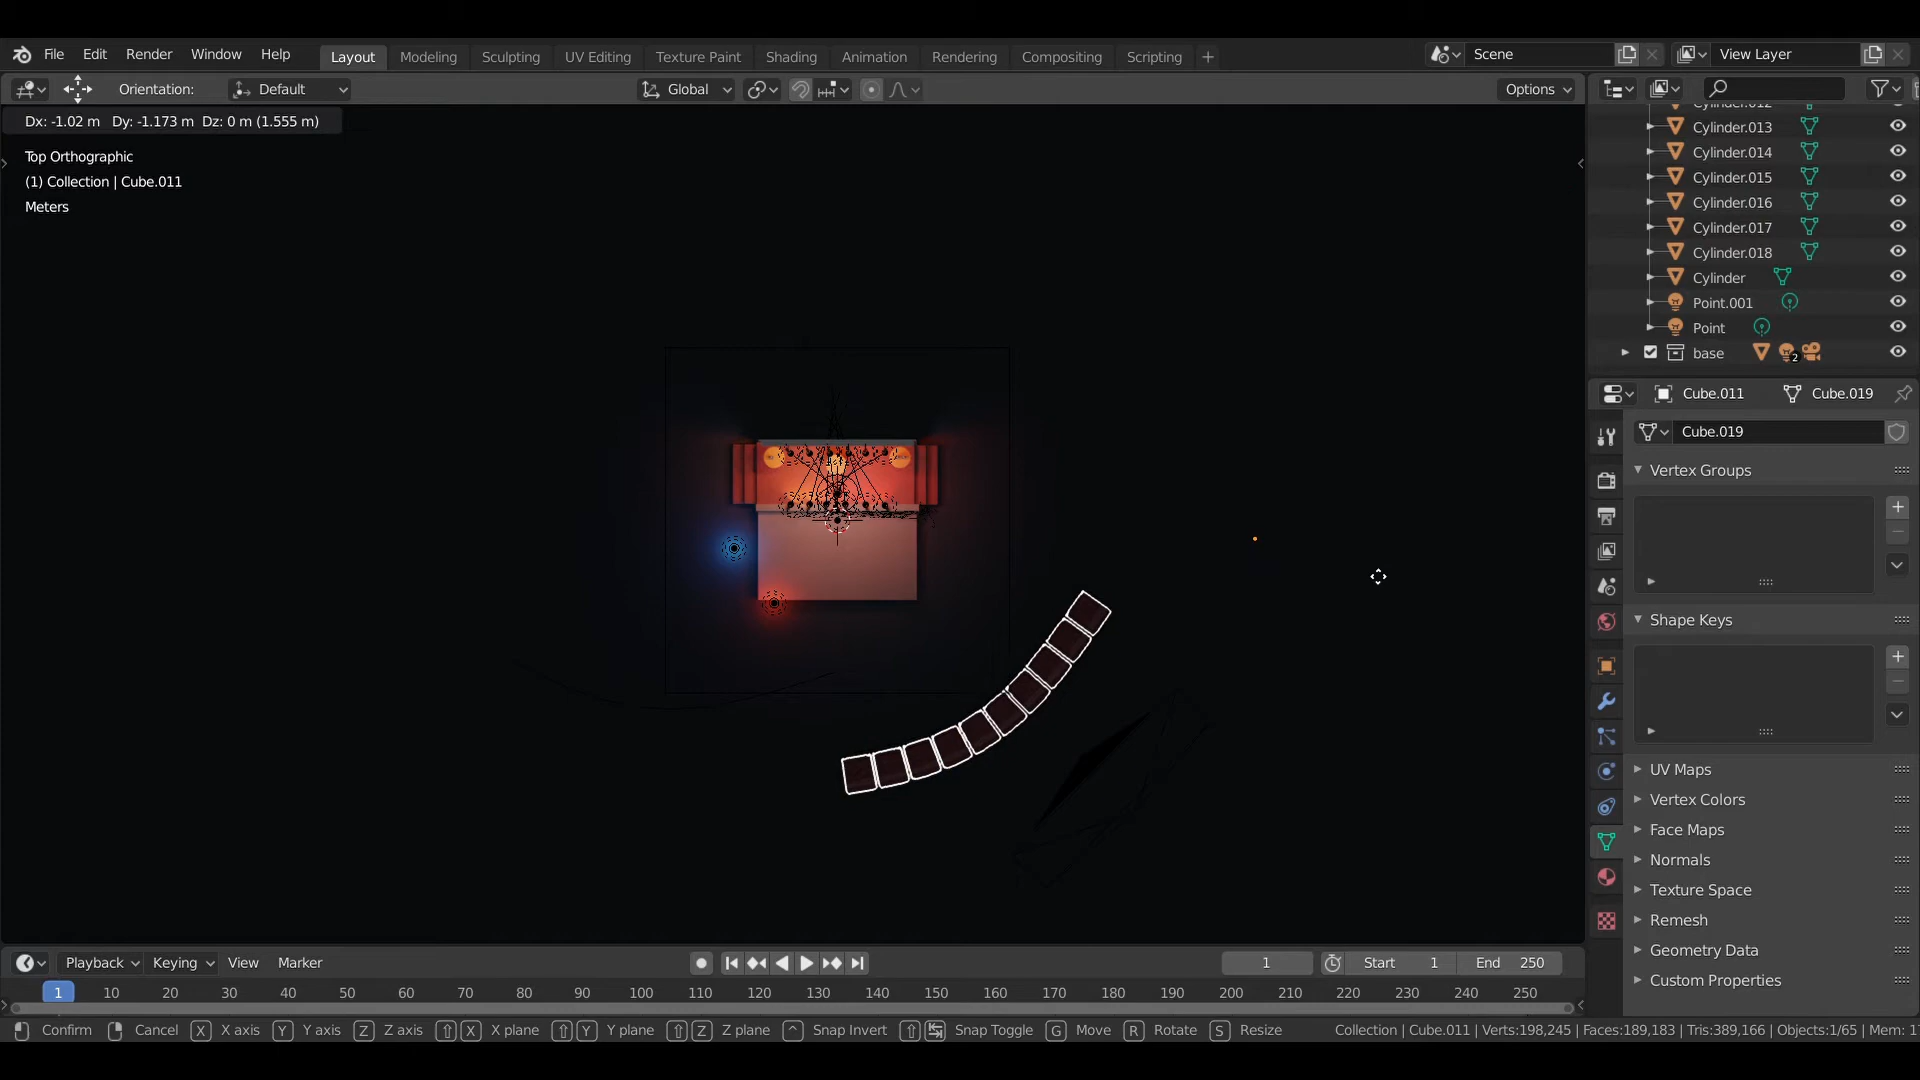 File Edit Render Window Help Layout Modeling Sculpting UV Editing Texture Paint Shading Animation Rendering Compositing Scripting + Scene View Layer
Orientation: Default Global Options
Dx: -1.02 m Dy: -1.173 m Dz: 0 m (1.555 m)
Top Orthographic
(1) Collection | Cube.011
Meters
Cylinder.012
Cylinder.013
Cylinder.014
Cylinder.015
Cylinder.016
Cylinder.017
Cylinder.018
Cylinder
Point.001
Point
base 2
Cube.011 Cube.019
Cube.019
Vertex Groups
Shape Keys
UV Maps
Vertex Colors
Face Maps
Normals
Texture Space
Remesh
Geometry Data
Custom Properties
Playback Keying View Marker 1 Start 1 End 250
1 10 20 30 40 50 60 70 80 90 100 110 120 130 140 150 160 170 180 190 200 210 220 230 240 250
Confirm Cancel X X axis Y Y axis Z Z axis X X plane Y Y plane Z Z plane ^ Snap Invert Snap Toggle G Move R Rotate S Resize Collection | Cube.011 | Verts:198,245 | Faces:189,183 | Tris:389,166 | Objects:1/65 | Mem: 1